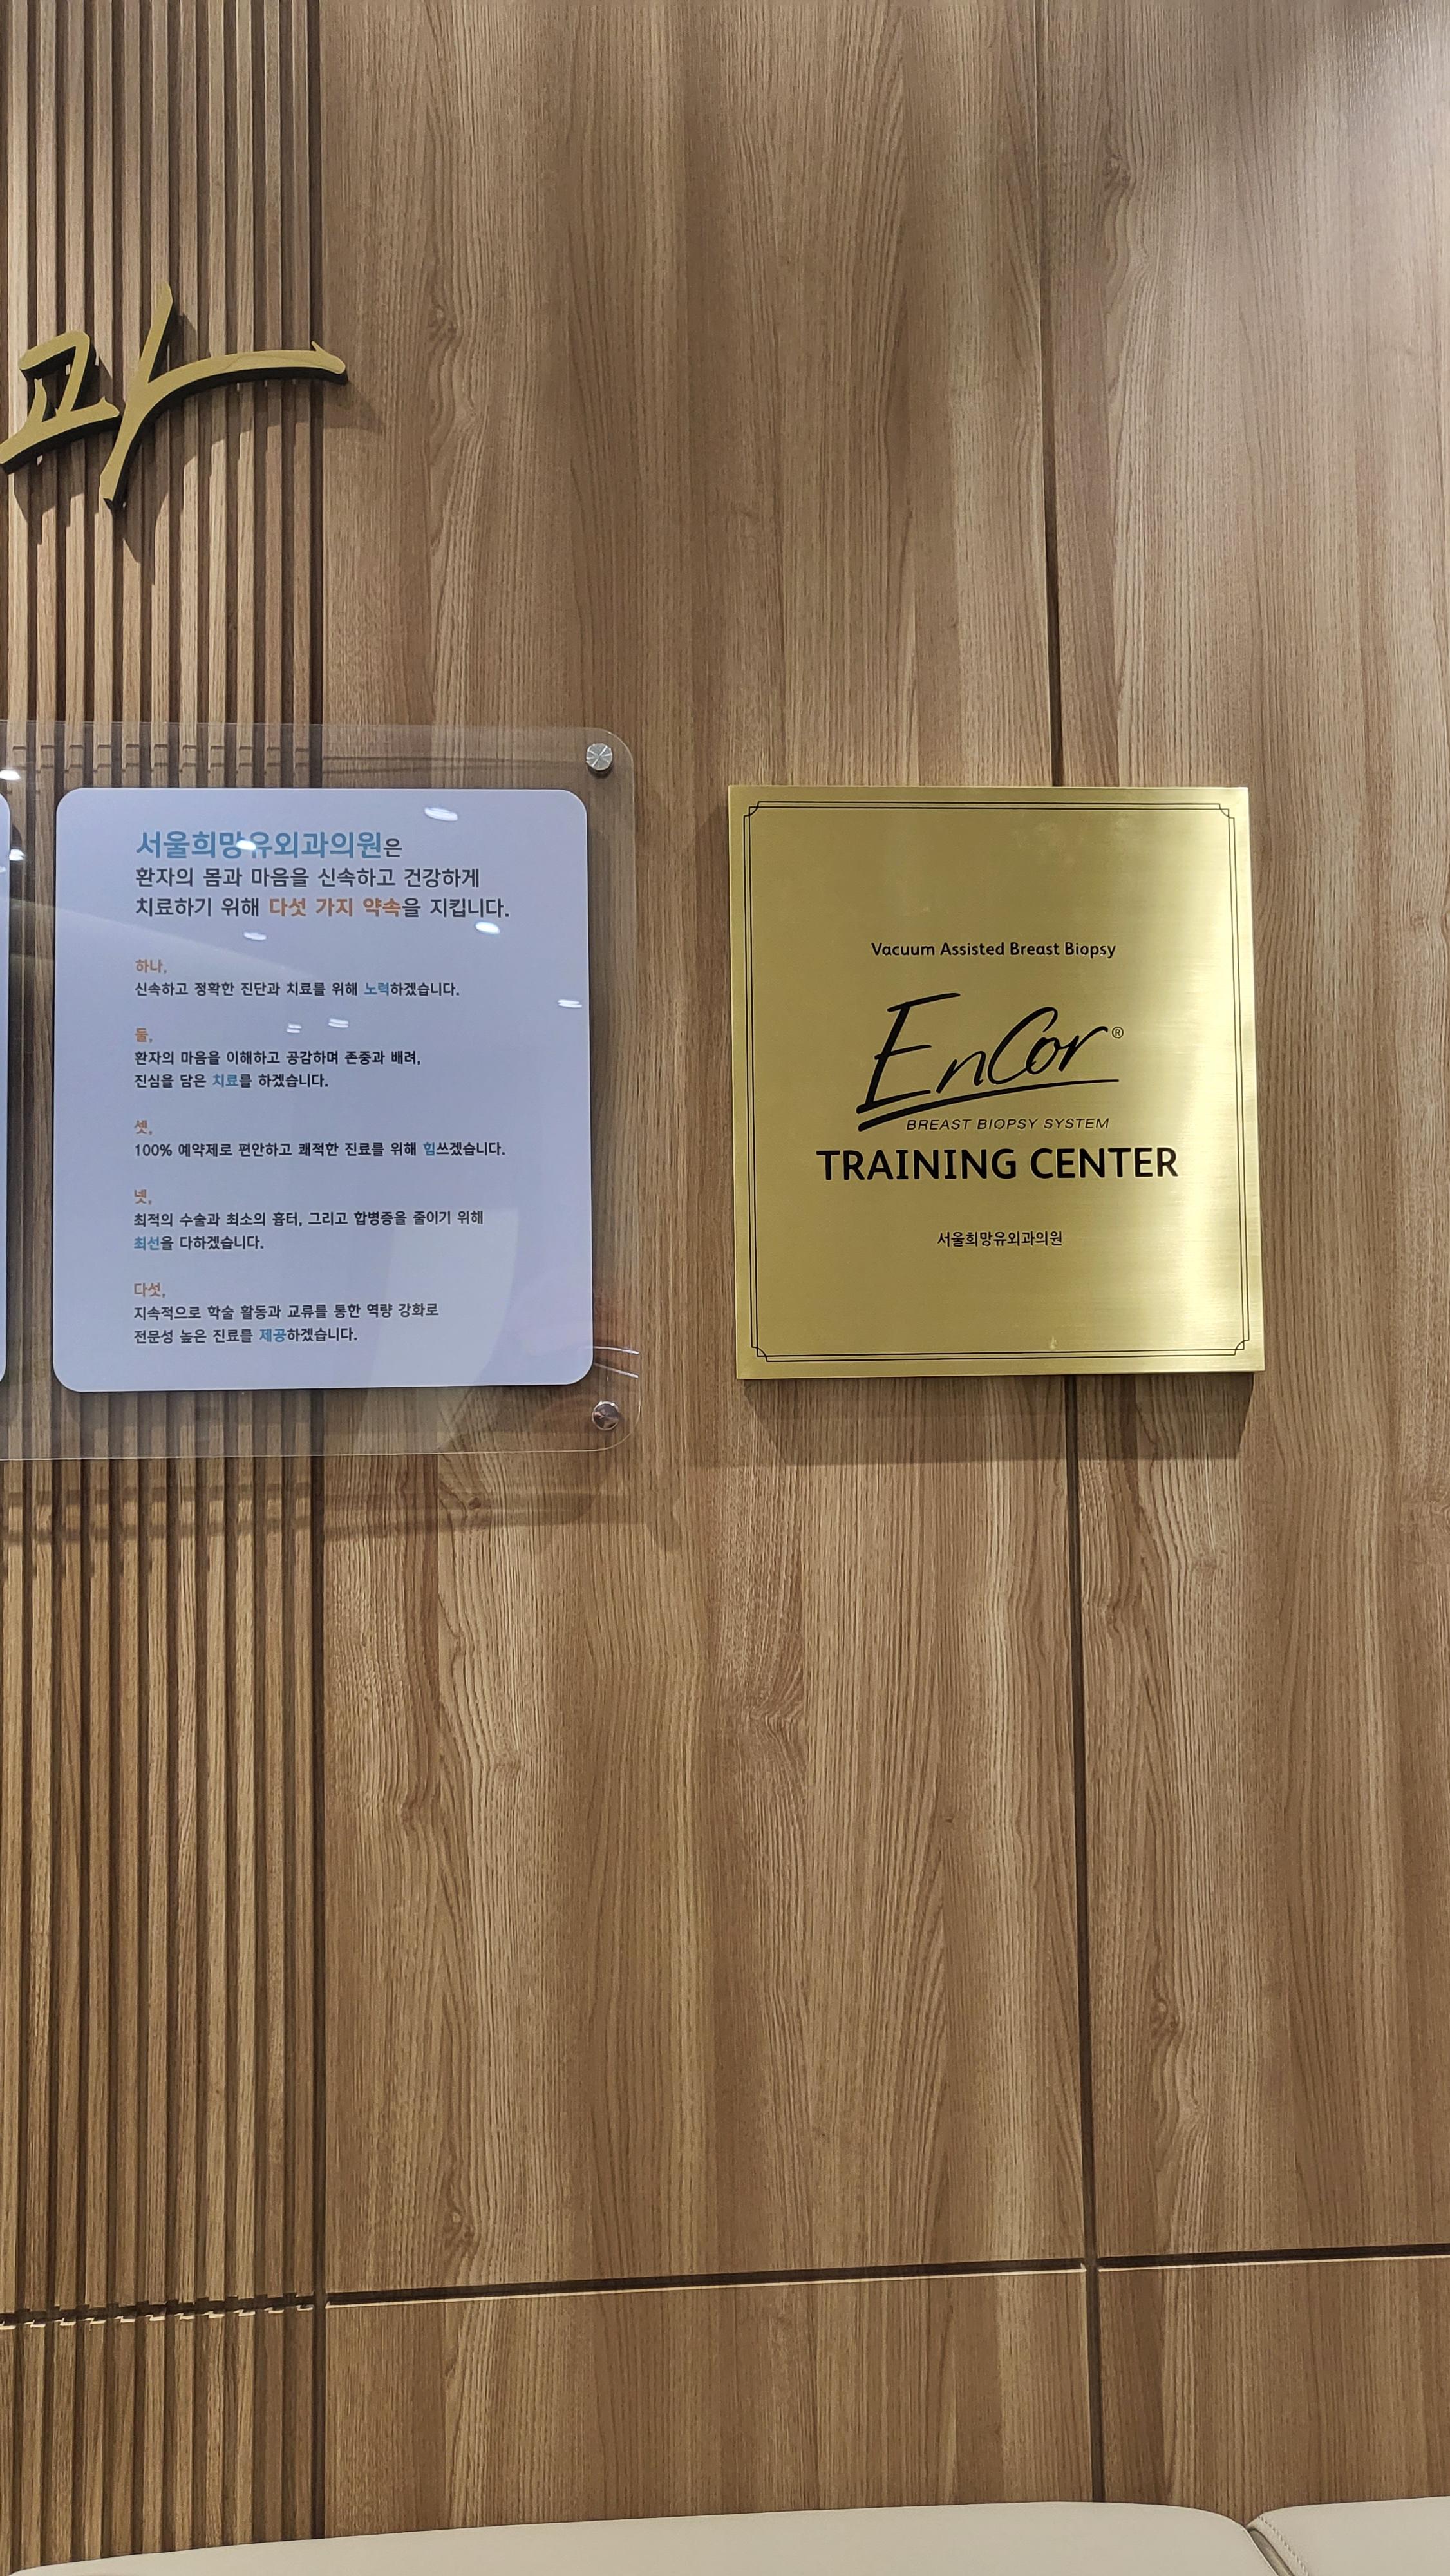 과
서울희망유외과의원은
환자의 몸과 마음을 신속하고 건강하게
치료하기 위해 다섯 가지 약속을 지킵니다.
하나,
신속하고 정확한 진단과 치료를 위해 노력하겠습니다.
둘,
환자의 마음을 이해하고 공감하며 존중과 배려,
진심을 담은 치료를 하겠습니다.
셋,
100% 예약제로 편안하고 쾌적한 진료를 위해 힘쓰겠습니다.
넷,
최적의 수술과 최소의 흉터, 그리고 합병증을 줄이기 위해
최선을 다하겠습니다.
다섯,
지속적으로 학술 활동과 교류를 통한 역량 강화로
전문성 높은 진료를 제공하겠습니다.
Vacuum Assisted Breast Biopsy
EnCor®
BREAST BIOPSY SYSTEM
TRAINING CENTER
서울희망유외과의원